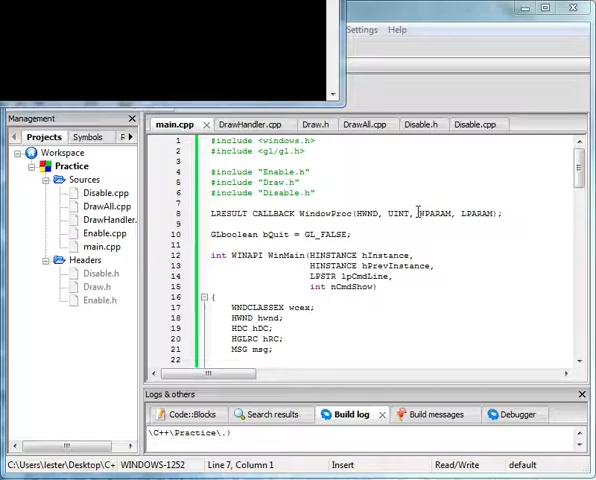 Settings Help
Management
Projects Symbols F
Workspace
Practice
Sources
Disable.cpp
DrawAll.cpp
DrawHandler.
Enable.cpp
main.cpp
Headers
Disable.h
Draw.h
Enable.h
main.cpp DrawHandler.cpp Draw.h DrawAll.cpp Disable.h Disable.cpp
1 #include <windows.h>
2 #include <gl/gl.h>
3
4 #include "Enable.h"
5 #include "Draw.h"
6 #include "Disable.h"
7
8 LRESULT CALLBACK WindowProc(HWND, UINT, WPARAM, LPARAM);
9
10 GLboolean bQuit = GL_FALSE;
11
12 int WINAPI WinMain(HINSTANCE hInstance,
13 HINSTANCE hPrevInstance,
14 LPSTR lpCmdLine,
15 int nCmdShow)
16 {
17 WNDCLASSEX wcex;
18 HWND hwnd;
19 HDC hDC;
20 HGLRC hRC;
21 MSG msg;
22
Logs & others
Code::Blocks Search results Build log Build messages Debugger
\C++\Practice\.)
C:\Users\lester\Desktop\C+ WINDOWS-1252 Line 7, Column 1 Insert Read/Write default